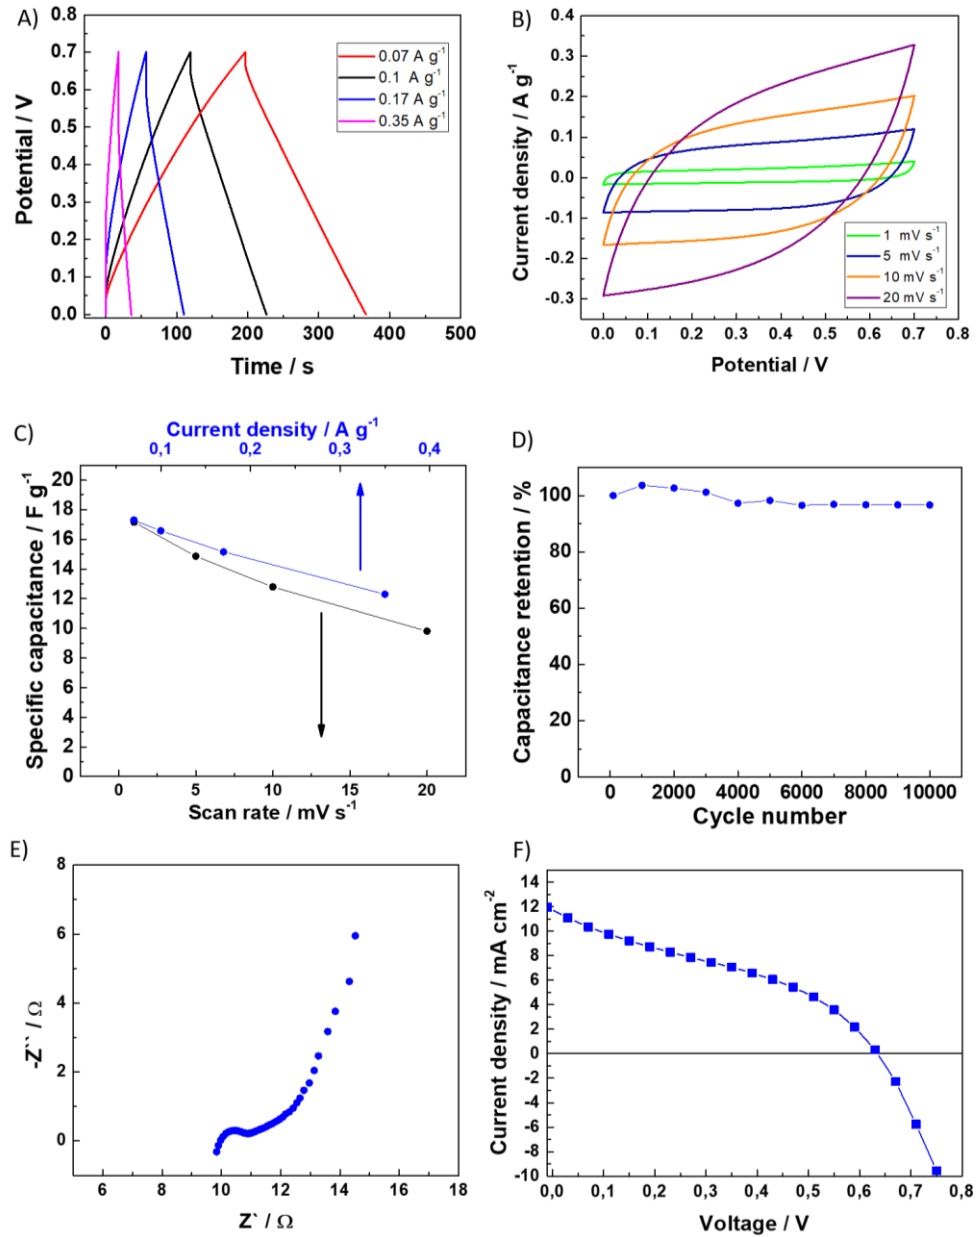 A)
0.8
0.7
0.6
0.5
0.4
0.3
0.2
0.1
0.0
Potential / V
0.07 A g⁻¹
0.1 A g⁻¹
0.17 A g⁻¹
0.35 A g⁻¹
0 100 200 300 400 500
Time / s
B)
0.4
0.3
0.2
0.1
0.0
-0.1
-0.2
-0.3
Current density / A g⁻¹
1 mV s⁻¹
5 mV s⁻¹
10 mV s⁻¹
20 mV s⁻¹
0.0 0.1 0.2 0.3 0.4 0.5 0.6 0.7 0.8
Potential / V
C)
Current density / A g⁻¹
0,1 0,2 0,3 0,4
20
18
16
14
12
10
8
6
4
2
0
Specific capacitance / F g⁻¹
0 5 10 15 20
Scan rate / mV s⁻¹
D)
100
80
60
40
20
0
Capacitance retention / %
0 2000 4000 6000 8000 10000
Cycle number
E)
8
6
4
2
0
-Z`` / Ω
6 8 10 12 14 16 18
Z` / Ω
F)
14
12
10
8
6
4
2
0
-2
-4
-6
-8
-10
Current density / mA cm⁻²
0,0 0,1 0,2 0,3 0,4 0,5 0,6 0,7 0,8
Voltage / V